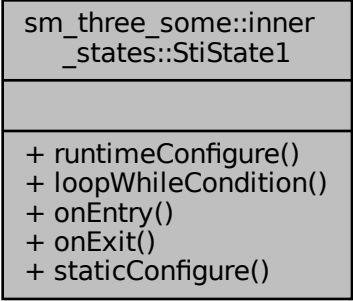 sm_three_some::inner
_states::StiState1
+ runtimeConfigure()
+ loopWhileCondition()
+ onEntry()
+ onExit()
+ staticConfigure()